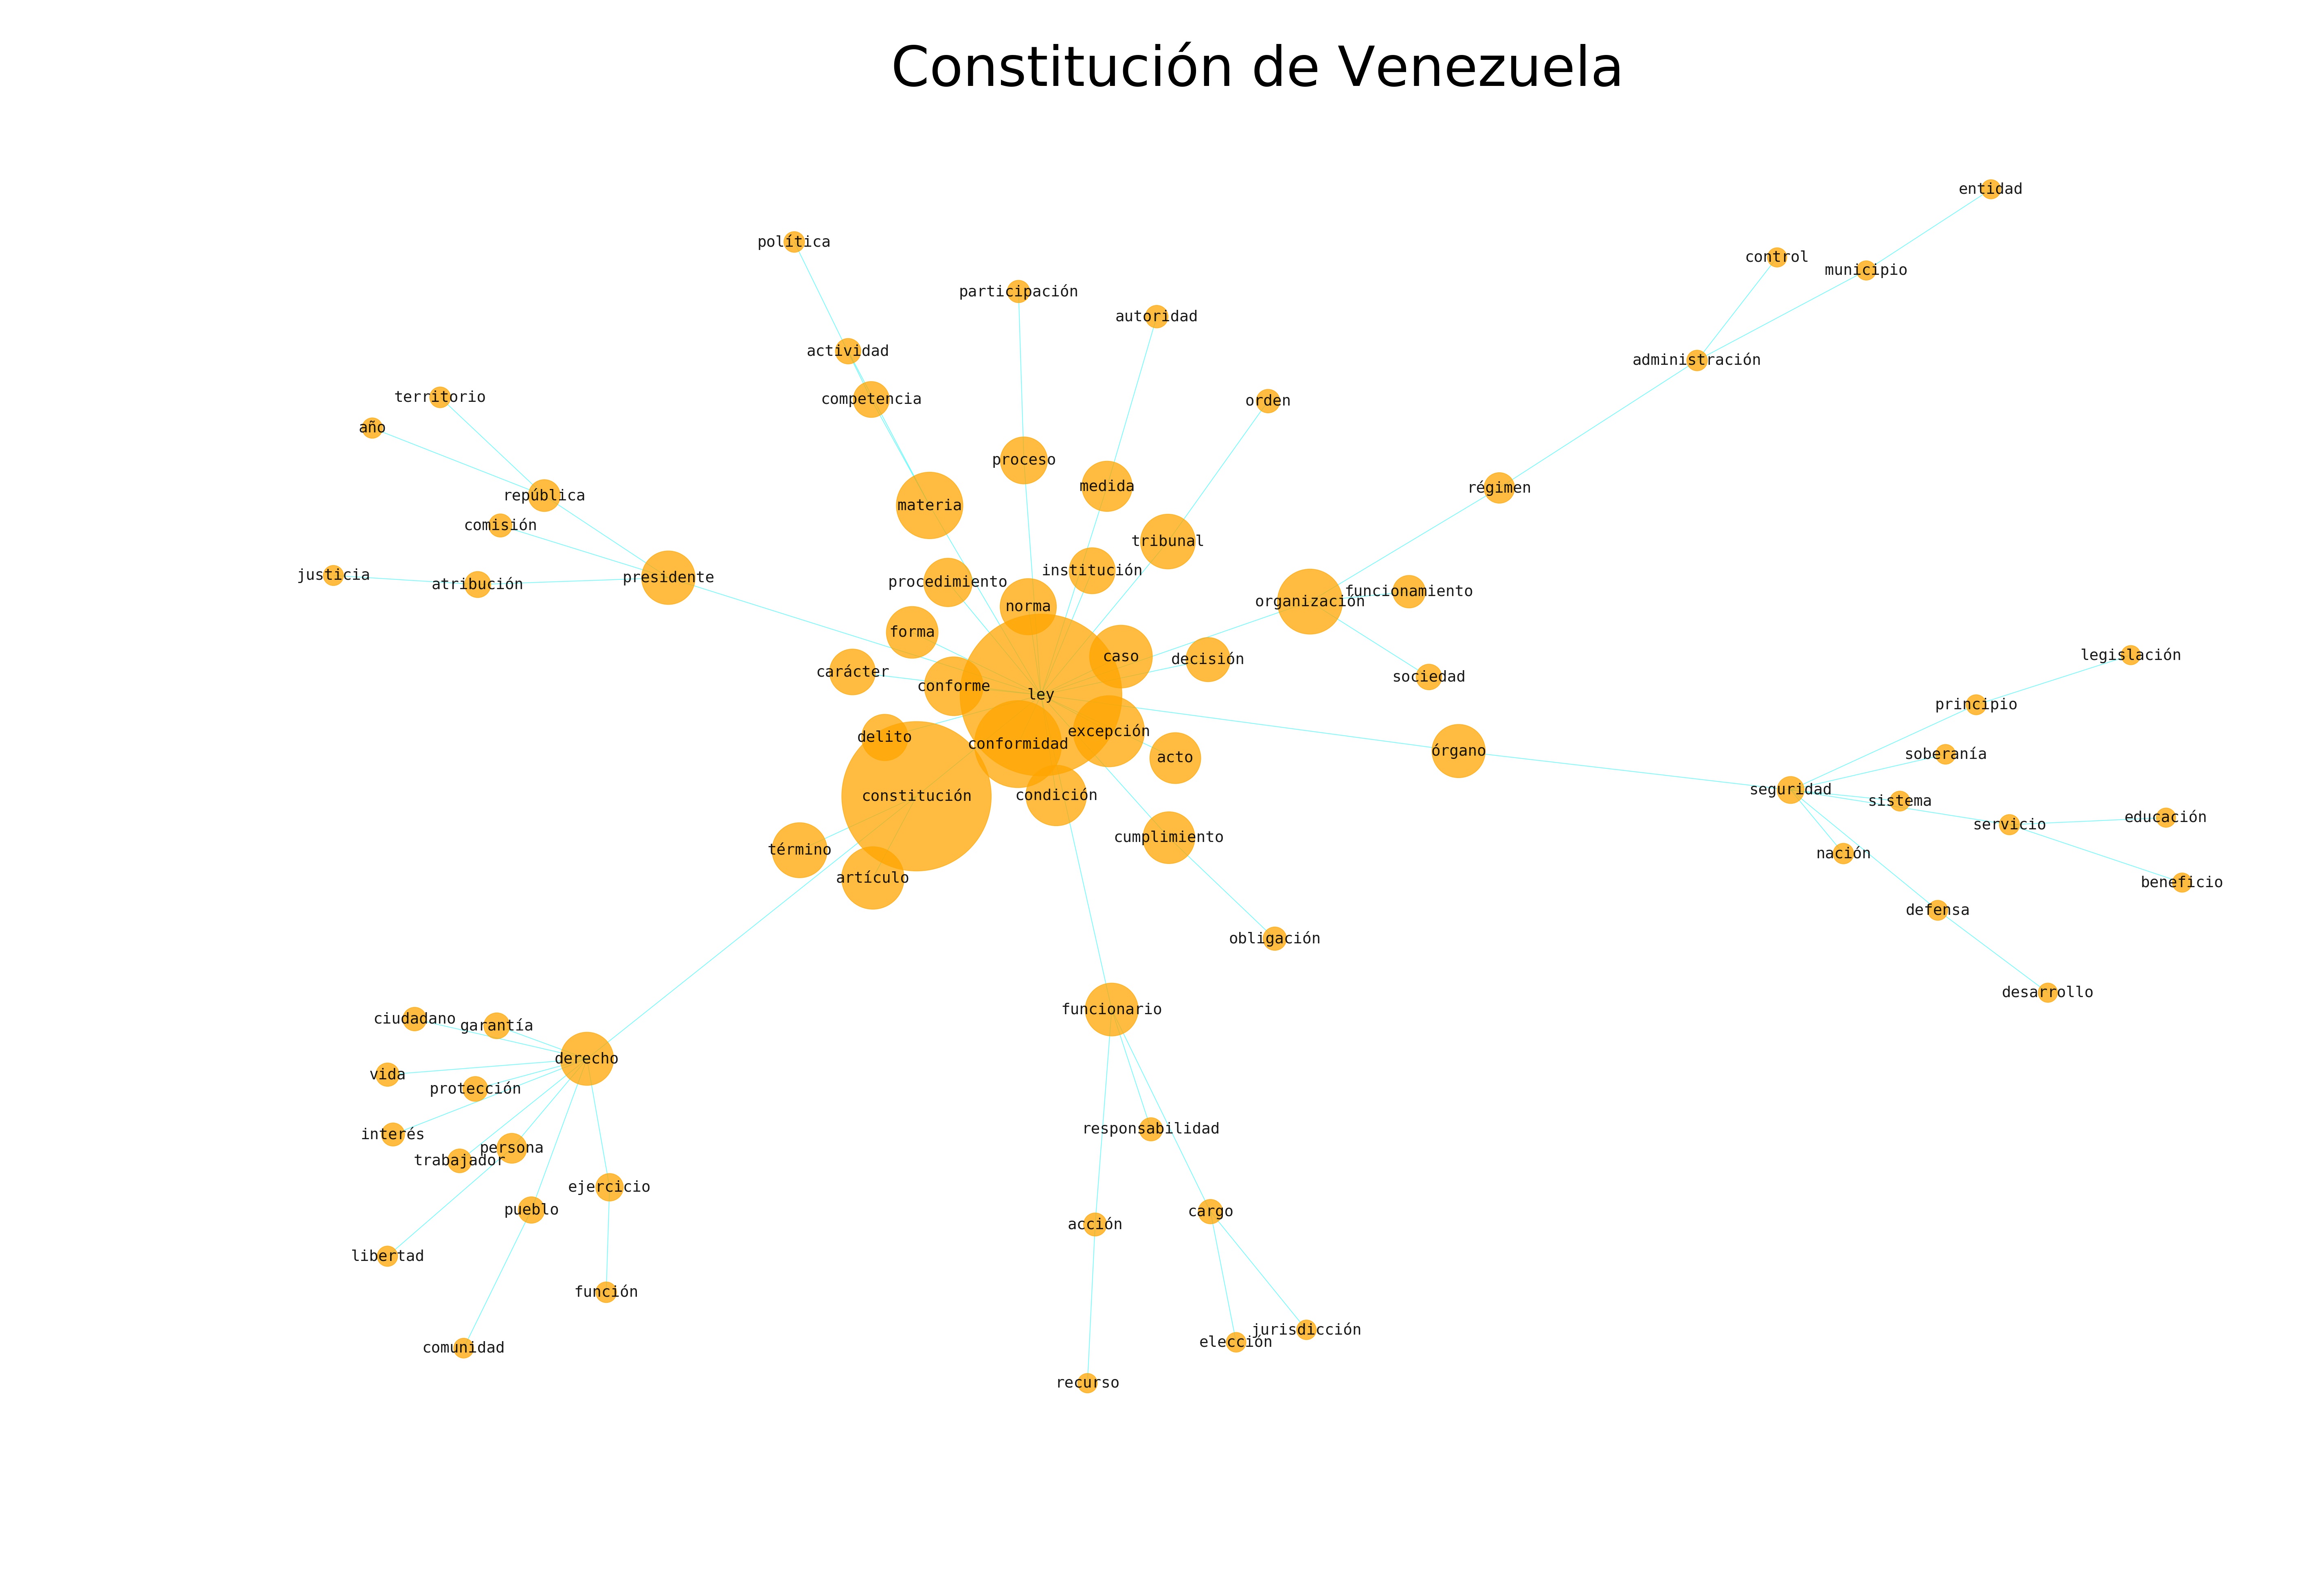 Constitución de Venezuela
entidad
política
control
municipio
participación
autoridad
actividad
administración
territorio
competencia
orden
año
proceso
medida
régimen
república
materia
comisión
tribunal
justicia
atribución
presidente
procedimiento
institución
norma
organización
funcionamiento
forma
caso
decisión
legislación
carácter
conforme
ley
sociedad
principio
delito
conformidad
excepción
acto
órgano
soberanía
seguridad
constitución
condición
sistema
educación
servicio
término
cumplimiento
nación
artículo
beneficio
defensa
obligación
desarrollo
funcionario
ciudadano
garantía
derecho
vida
protección
responsabilidad
interés
persona
trabajador
ejercicio
pueblo
cargo
acción
libertad
función
jurisdicción
elección
comunidad
recurso